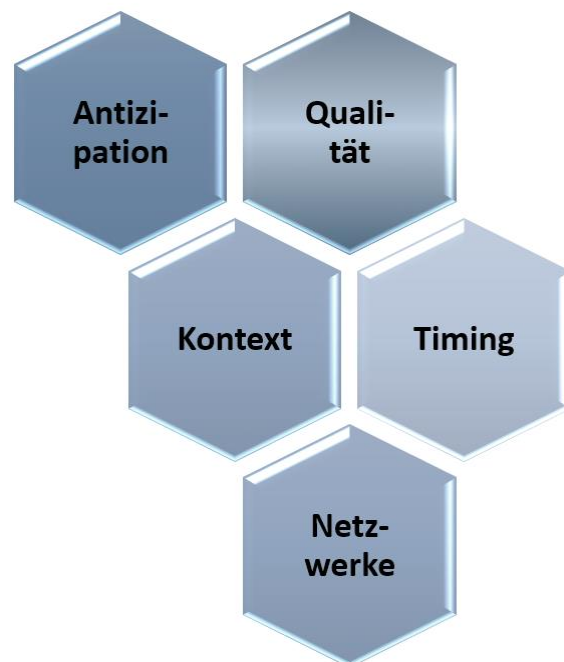 Antizi-
pation
Quali-
tät
Kontext
Timing
Netz-
werke